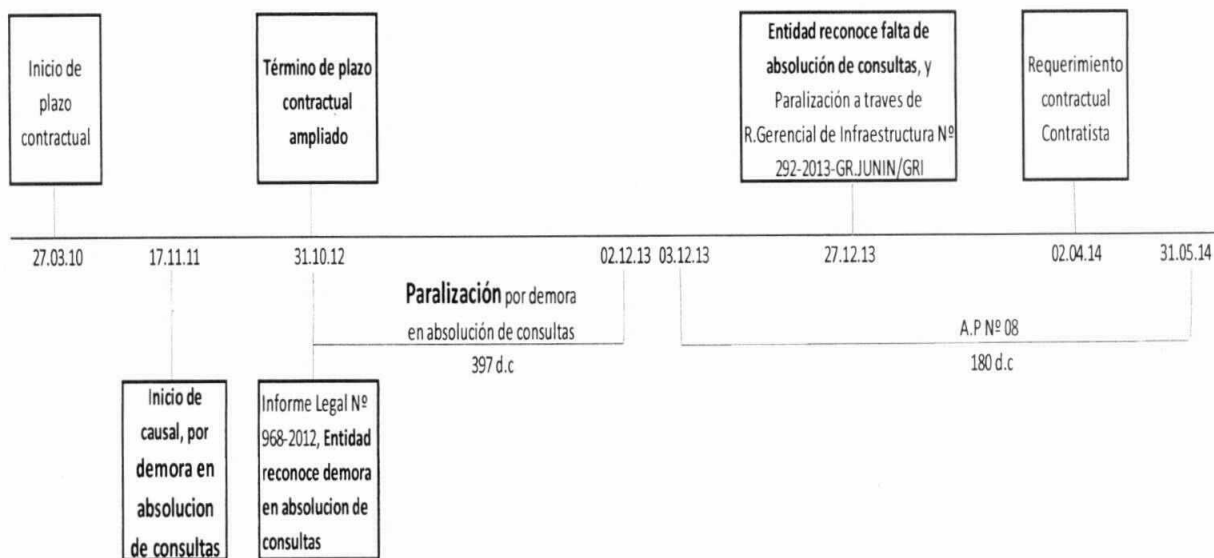 Inicio de
plazo
contractual
Término de plazo
contractual
ampliado
Entidad reconoce falta de
absolución de consultas, y
Paralización a traves de
R.Gerencial de Infraestructura Nº
292-2013-GR.JUNIN/GRI
Requerimiento
contractual
Contratista
27.03.10
17.11.11
31.10.12
02.12.13
03.12.13
27.12.13
02.04.14
31.05.14
Paralización por demora
en absolución de consultas
397 d.c
A.P Nº 08
180 d.c
Inicio de
causal, por
demora en
absolucion
de consultas
Informe Legal Nº
968-2012, Entidad
reconoce demora
en absolucion de
consultas